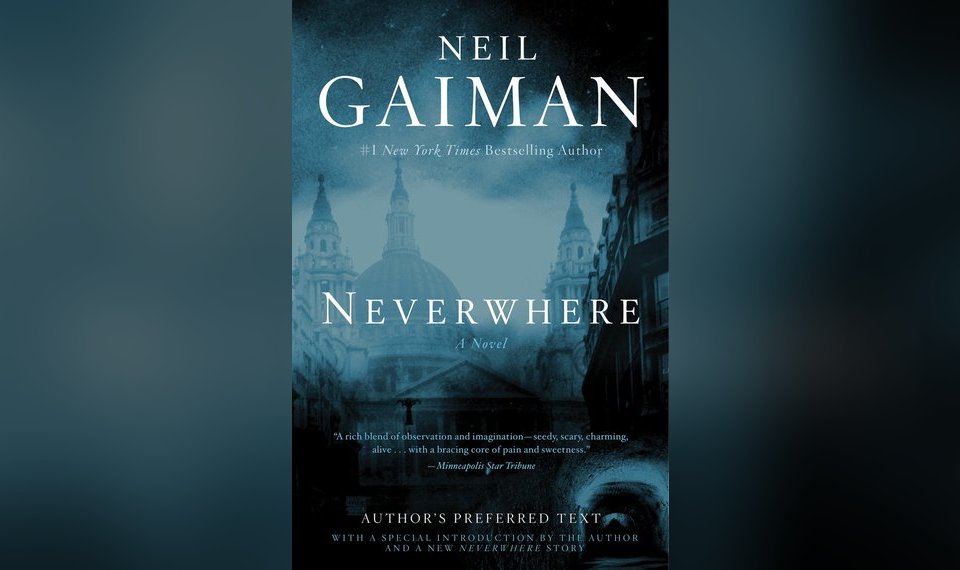 NEIL
GAIMAN
#1 New York Times Bestselling Author
NEVERWHERE
A Novel
“A rich blend of observation and imagination—seedy, scary, charming,
alive . . . with a bracing core of pain and sweetness.”
—Minneapolis Star Tribune
AUTHOR’S PREFERRED TEXT
WITH A SPECIAL INTRODUCTION BY THE AUTHOR
AND A NEW NEVERWHERE STORY